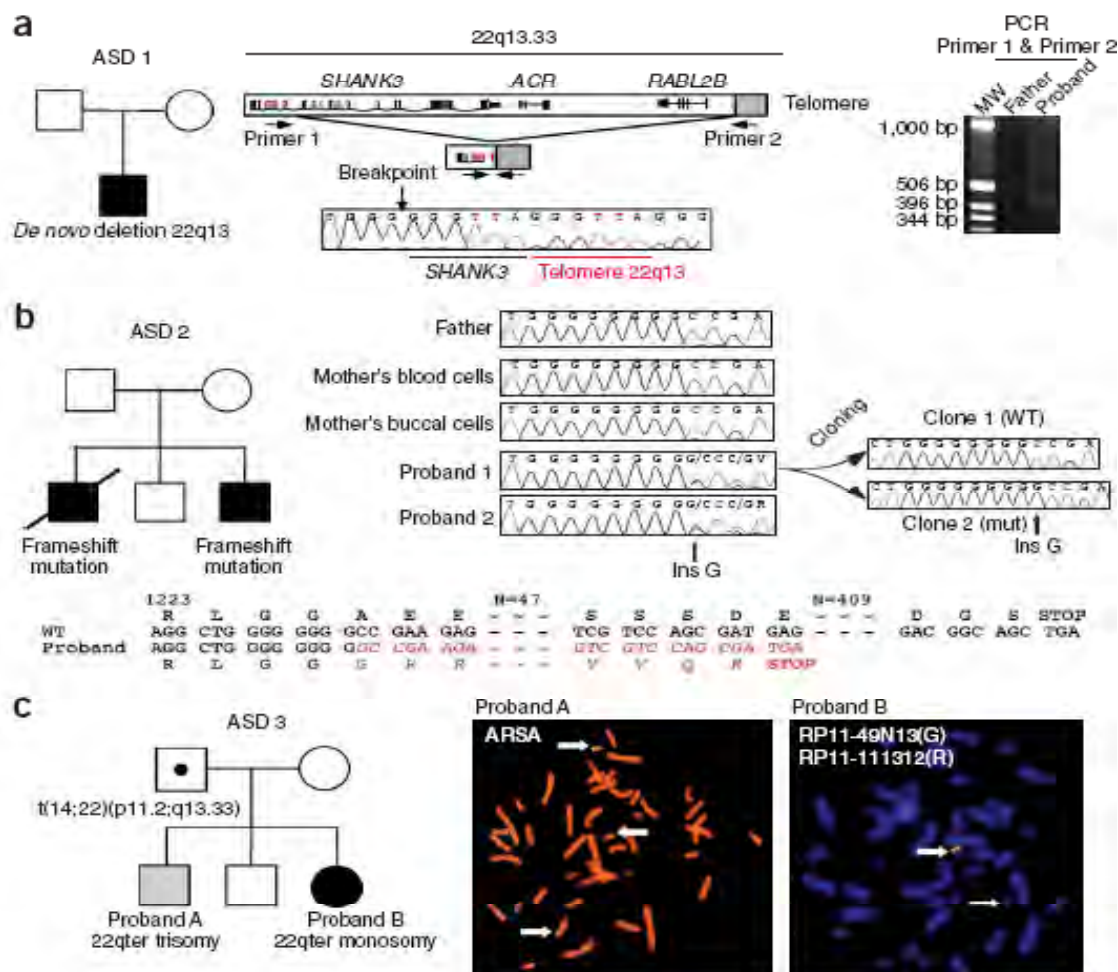 a
ASD 1
De novo deletion 22q13
22q13.33
SHANK3 ACR RABL2B
Telomere
Primer 1 Primer 2
Breakpoint
G G G G G G T T A G G G T T A G G G
SHANK3 Telomere 22q13
PCR
Primer 1 & Primer 2
MW Father Proband
1,000 bp
506 bp
396 bp
344 bp
b
ASD 2
Frameshift mutation
Frameshift mutation
Father
T G G G G G G G G C C G A
Mother's blood cells
T G G G G G G G G C C G A
Mother's buccal cells
T G G G G G G G G C C G A
Proband 1
T G G G G G G G G/C C C/G V
Proband 2
T G G G G G G G G/C C C/G R
Ins G
Cloning
Clone 1 (WT)
C T G G G G G G G G C C G A
Clone 2 (mut)
C T G G G G G G G G G C C G A
Ins G
1223 N=47 N=409
R L G G A E E S S S D E D G S STOP
WT AGG CTG GGG GGG GCC GAA GAG - - - TCG TCC AGC GAT GAG - - - GAC GGC AGC TGA
Proband AGG CTG GGG GGG GGC CGA AGA GTC GTC CAG CGA TGA
R L G G G R R V V Q R STOP
c
ASD 3
t(14;22)(p11.2;q13.33)
Proband A
22qter trisomy
Proband B
22qter monosomy
Proband A
ARSA
Proband B
RP11-49N13(G)
RP11-111312(R)